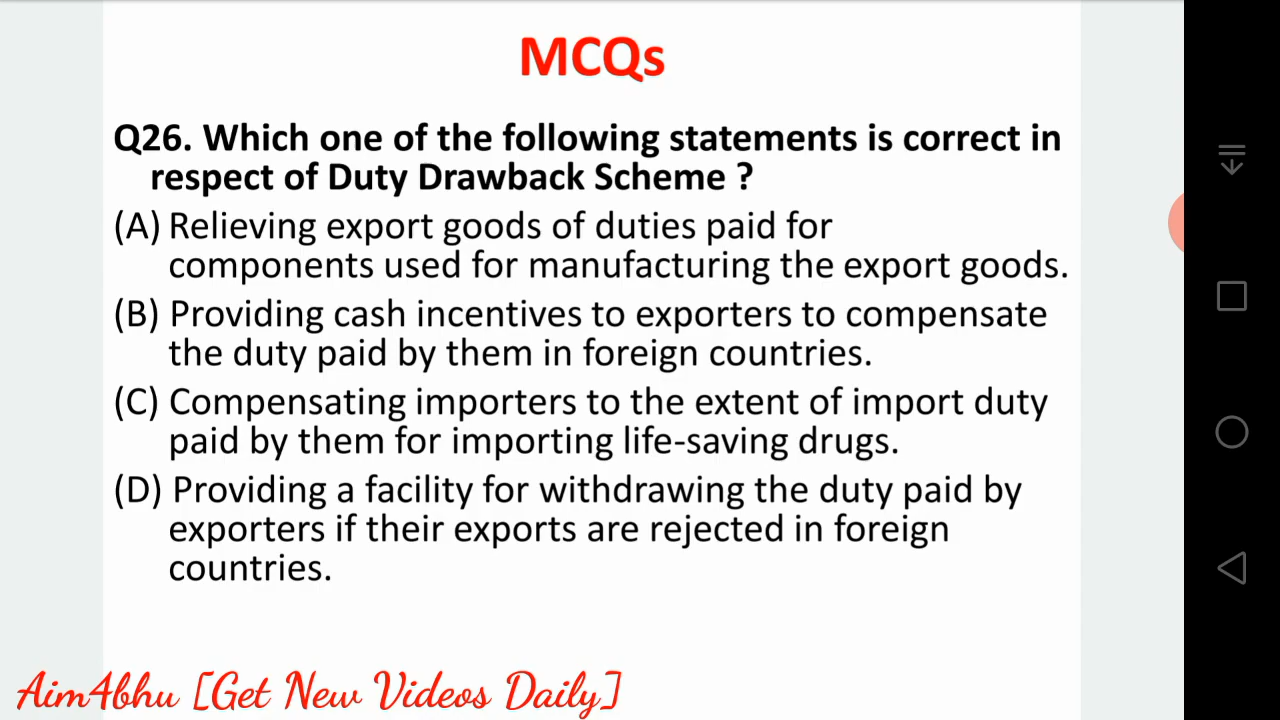 MCQs
Q26. Which one of the following statements is correct in
respect of Duty Drawback Scheme ?
(A) Relieving export goods of duties paid for
components used for manufacturing the export goods.
(B) Providing cash incentives to exporters to compensate
the duty paid by them in foreign countries.
(C) Compensating importers to the extent of import duty
paid by them for importing life-saving drugs.
(D) Providing a facility for withdrawing the duty paid by
exporters if their exports are rejected in foreign
countries.
Aim4bhu [Get New Videos Daily]